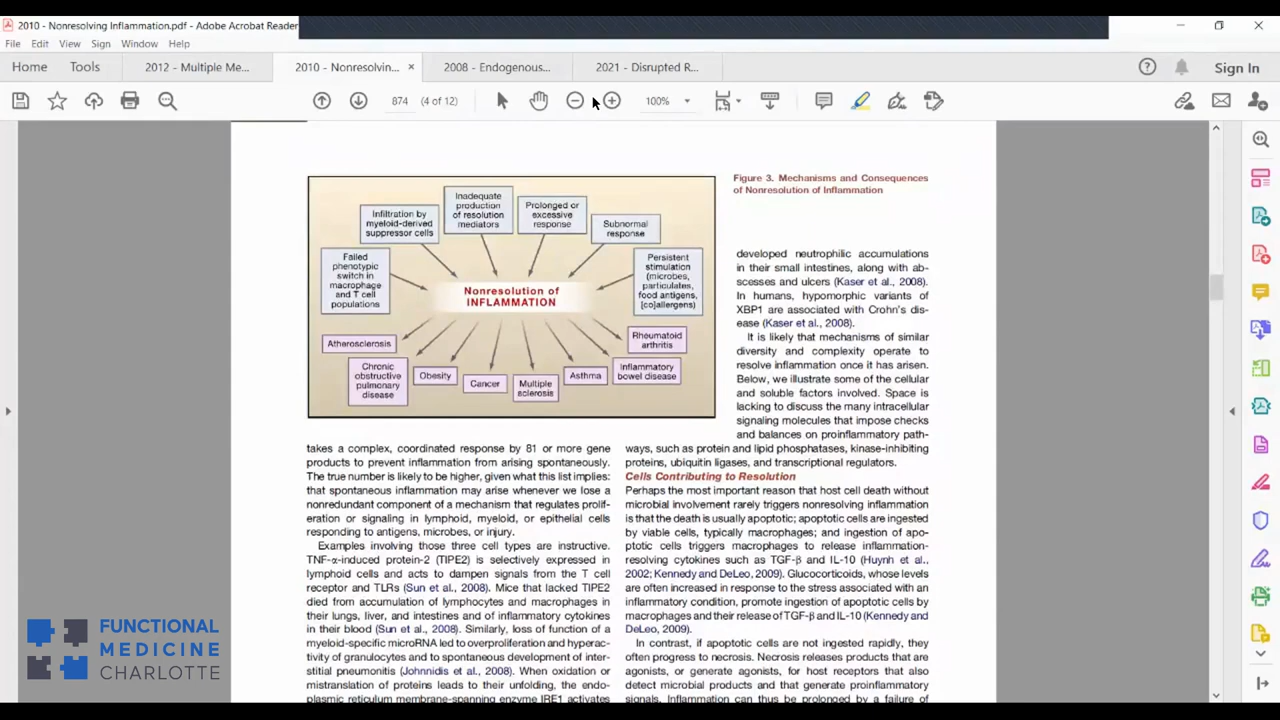 2010 - Nonresolving Inflammation.pdf - Adobe Acrobat Reader
File Edit View Sign Window Help
Home Tools 2012 - Multiple Me... 2010 - Nonresolvin... × 2008 - Endogenous... 2021 - Disrupted R... Sign In
874 (4 of 12) 100%
Figure 3. Mechanisms and Consequences
of Nonresolution of Inflammation
Failed
phenotypic
switch in
macrophage
and T cell
populations
Infiltration by
myeloid-derived
suppressor cells
Inadequate
production
of resolution
mediators
Prolonged or
excessive
response
Subnormal
response
Persistent
stimulation
(microbes,
particulates,
food antigens,
[co]allergens)
Nonresolution of
INFLAMMATION
Atherosclerosis
Chronic
obstructive
pulmonary
disease
Obesity
Cancer
Multiple
sclerosis
Asthma
Inflammatory
bowel disease
Rheumatoid
arthritis
takes a complex, coordinated response by 81 or more gene
products to prevent inflammation from arising spontaneously.
The true number is likely to be higher, given what this list implies:
that spontaneous inflammation may arise whenever we lose a
nonredundant component of a mechanism that regulates prolif-
eration or signaling in lymphoid, myeloid, or epithelial cells
responding to antigens, microbes, or injury.
Examples involving those three cell types are instructive.
TNF-α-induced protein-2 (TIPE2) is selectively expressed in
lymphoid cells and acts to dampen signals from the T cell
receptor and TLRs (Sun et al., 2008). Mice that lacked TIPE2
died from accumulation of lymphocytes and macrophages in
their lungs, liver, and intestines and of inflammatory cytokines
in their blood (Sun et al., 2008). Similarly, loss of function of a
myeloid-specific microRNA led to overproliferation and hyperac-
tivity of granulocytes and to spontaneous development of inter-
stitial pneumonitis (Johnnidis et al., 2008). When oxidation or
mistranslation of proteins leads to their unfolding, the endo-
plasmic reticulum membrane-spanning enzyme IRE1 activates
developed neutrophilic accumulations
in their small intestines, along with ab-
scesses and ulcers (Kaser et al., 2008).
In humans, hypomorphic variants of
XBP1 are associated with Crohn's dis-
ease (Kaser et al., 2008).
It is likely that mechanisms of similar
diversity and complexity operate to
resolve inflammation once it has arisen.
Below, we illustrate some of the cellular
and soluble factors involved. Space is
lacking to discuss the many intracellular
signaling molecules that impose checks
and balances on proinflammatory path-
ways, such as protein and lipid phosphatases, kinase-inhibiting
proteins, ubiquitin ligases, and transcriptional regulators.
Cells Contributing to Resolution
Perhaps the most important reason that host cell death without
microbial involvement rarely triggers nonresolving inflammation
is that the death is usually apoptotic; apoptotic cells are ingested
by viable cells, typically macrophages; and ingestion of apo-
ptotic cells triggers macrophages to release inflammation-
resolving cytokines such as TGF-β and IL-10 (Huynh et al.,
2002; Kennedy and DeLeo, 2009). Glucocorticoids, whose levels
are often increased in response to the stress associated with an
inflammatory condition, promote ingestion of apoptotic cells by
macrophages and their release of TGF-β and IL-10 (Kennedy and
DeLeo, 2009).
In contrast, if apoptotic cells are not ingested rapidly, they
often progress to necrosis. Necrosis releases products that are
agonists, or generate agonists, for host receptors that also
detect microbial products and that generate proinflammatory
signals. Inflammation can thus be prolonged by a failure of
FUNCTIONAL
MEDICINE
CHARLOTTE